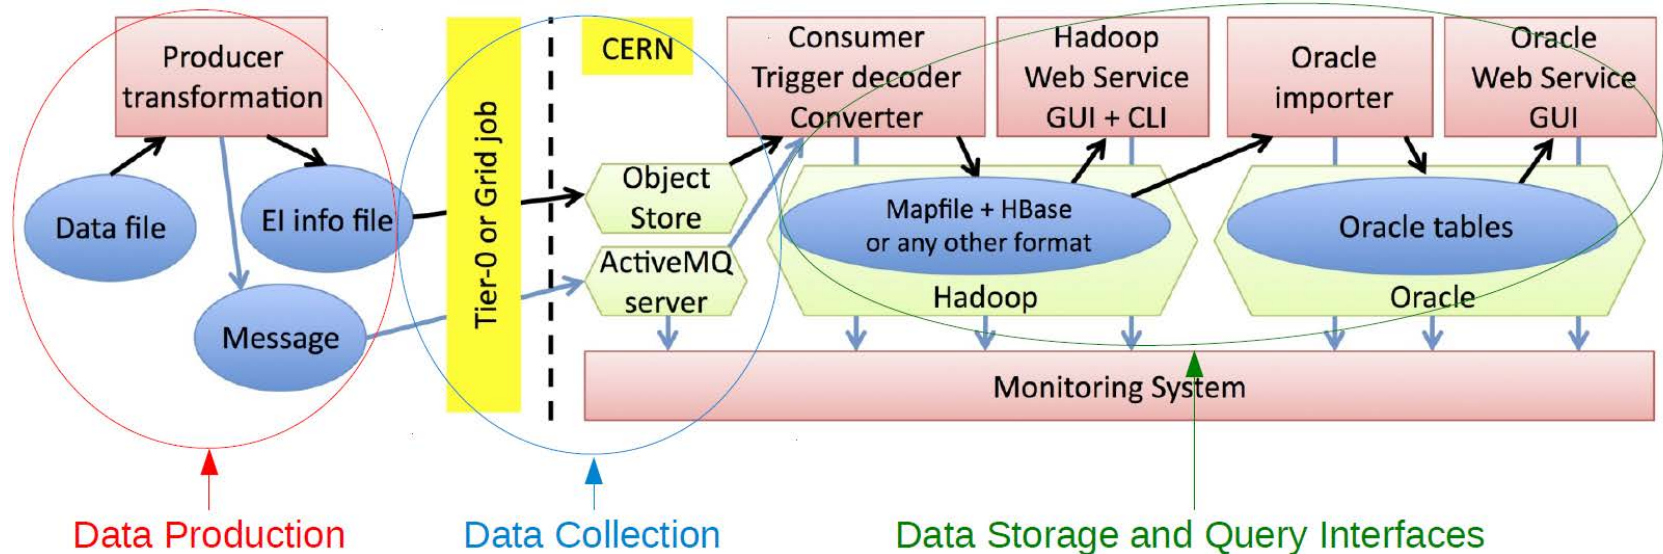 Producer
transformation
Data file
EI info file
Message
Tier-0 or Grid job
CERN
Object
Store
ActiveMQ
server
Consumer
Trigger decoder
Converter
Hadoop
Web Service
GUI + CLI
Mapfile + HBase
or any other format
Hadoop
Oracle
importer
Oracle
Web Service
GUI
Oracle tables
Oracle
Monitoring System
Data Production
Data Collection
Data Storage and Query Interfaces